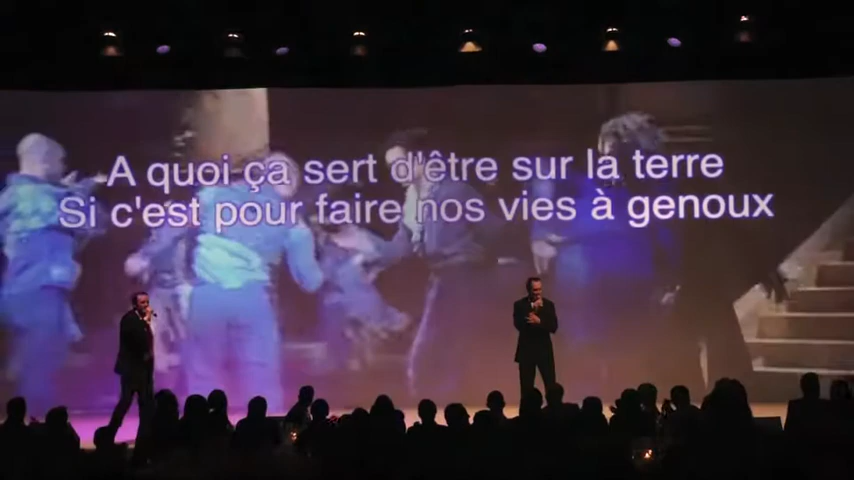 A quoi ça sert d'être sur la terre
Si c'est pour faire nos vies à genoux